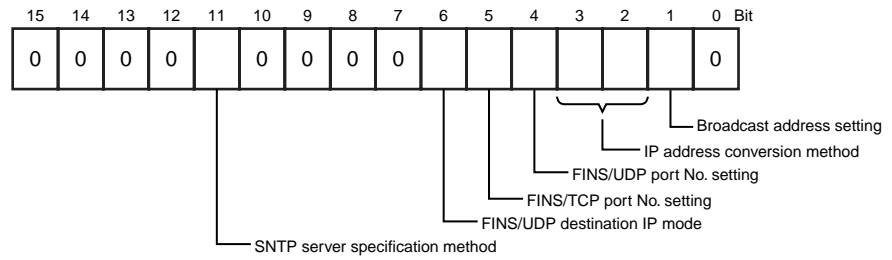 15 14 13 12 11 10 9 8 7 6 5 4 3 2 1 0 Bit
0 0 0 0 0 0 0 0 0
Broadcast address setting
IP address conversion method
FINS/UDP port No. setting
FINS/TCP port No. setting
FINS/UDP destination IP mode
SNTP server specification method